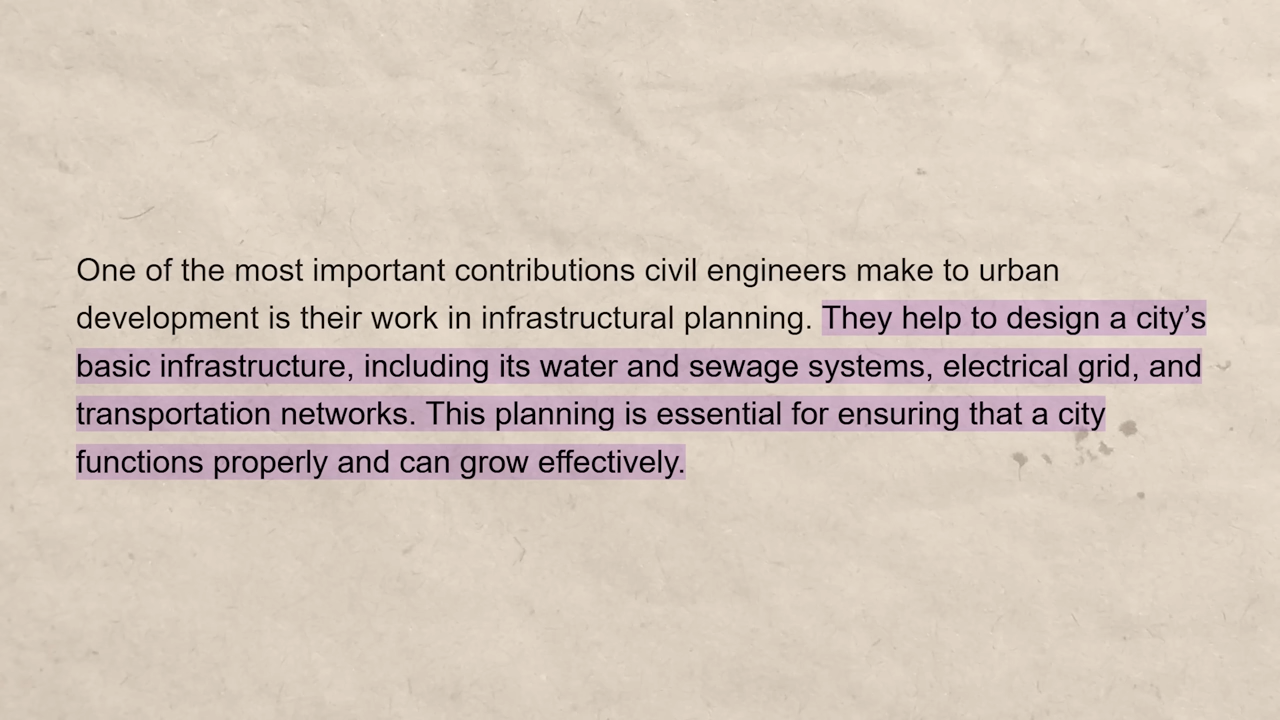 One of the most important contributions civil engineers make to urban
development is their work in infrastructural planning. They help to design a city’s
basic infrastructure, including its water and sewage systems, electrical grid, and
transportation networks. This planning is essential for ensuring that a city
functions properly and can grow effectively.